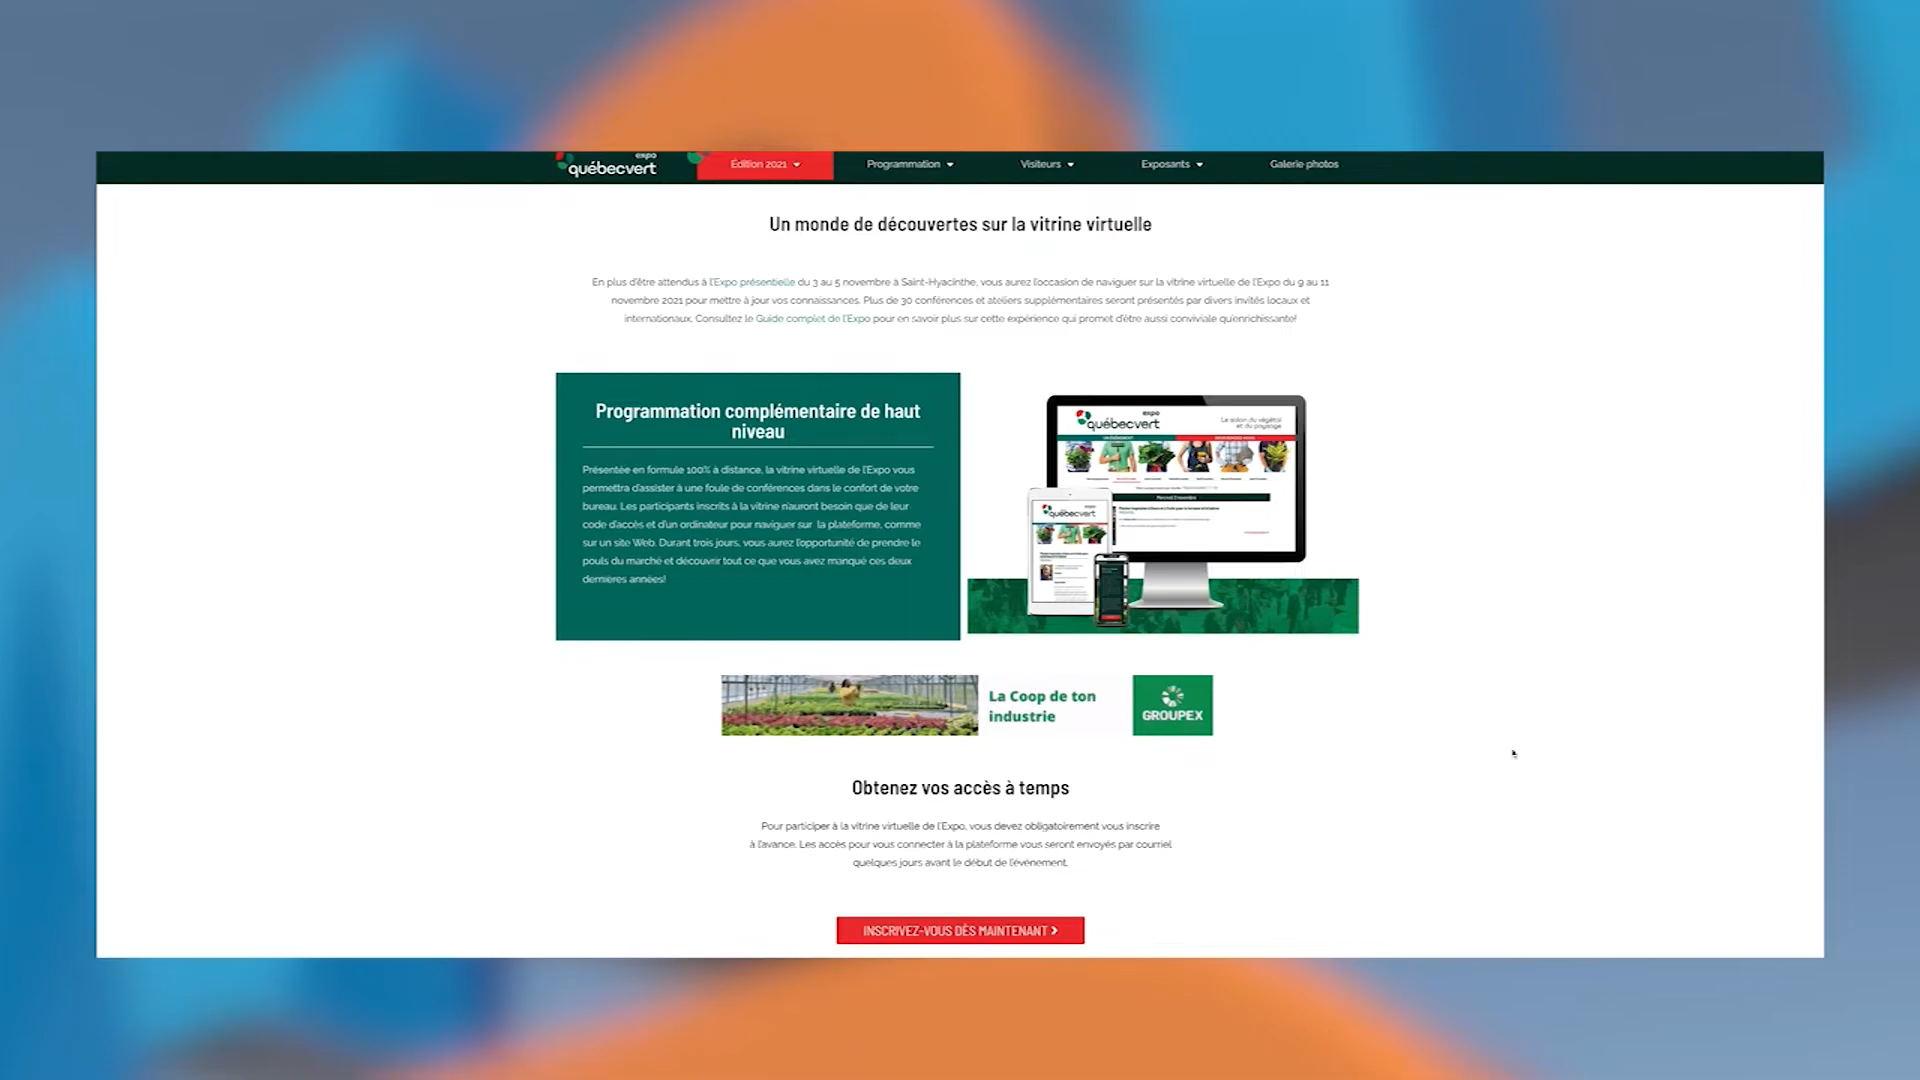 expo
québecvert
Édition 2021
Programmation
Visiteurs
Exposants
Galerie photos
Un monde de découvertes sur la vitrine virtuelle
En plus d'être attendus à l'Expo présentielle du 3 au 5 novembre à Saint-Hyacinthe, vous aurez l'occasion de naviguer sur la vitrine virtuelle de l'Expo du 9 au 11
novembre 2021 pour mettre à jour vos connaissances. Plus de 30 conférences et ateliers supplémentaires seront présentés par divers invités locaux et
internationaux. Consultez le Guide complet de l'Expo pour en savoir plus sur cette expérience qui promet d'être aussi conviviale qu'enrichissante!
Programmation complémentaire de haut
niveau
Présentée en formule 100% à distance, la vitrine virtuelle de l'Expo vous
permettra d'assister à une foule de conférences dans le confort de votre
bureau. Les participants inscrits à la vitrine n'auront besoin que de leur
code d'accès et d'un ordinateur pour naviguer sur la plateforme, comme
sur un site Web. Durant trois jours, vous aurez l'opportunité de prendre le
pouls du marché et découvrir tout ce que vous avez manqué ces deux
dernières années!
expo
québecvert
Le salon du végétal
et du paysage
québecvert
La Coop de ton
industrie
GROUPEX
Obtenez vos accès à temps
Pour participer à la vitrine virtuelle de l'Expo, vous devez obligatoirement vous inscrire
à l'avance. Les accès pour vous connecter à la plateforme vous seront envoyés par courriel
quelques jours avant le début de l'événement.
INSCRIVEZ-VOUS DÈS MAINTENANT >